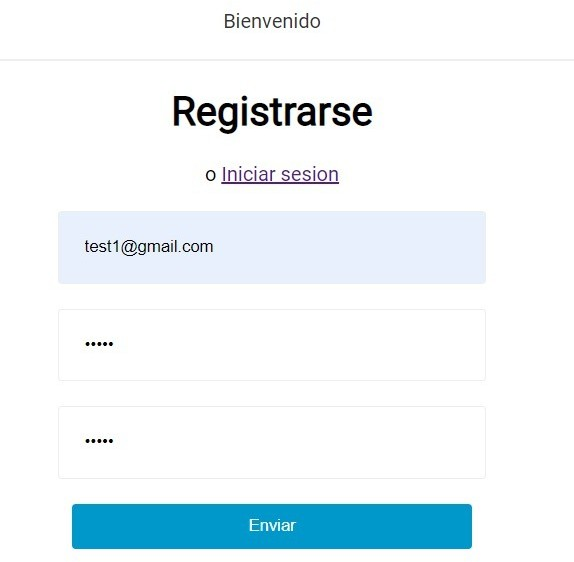 Bienvenido
Registrarse
o Iniciar sesion
test1@gmail.com
•••••
•••••
Enviar